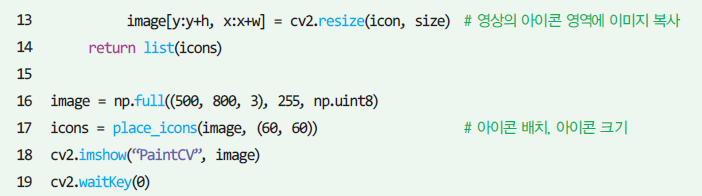 13 image[y:y+h, x:x+w] = cv2.resize(icon, size) # 영상의 아이콘 영역에 이미지 복사
14 return list(icons)
15
16 image = np.full((500, 800, 3), 255, np.uint8)
17 icons = place_icons(image, (60, 60)) # 아이콘 배치, 아이콘 크기
18 cv2.imshow(“PaintCV”, image)
19 cv2.waitKey(0)